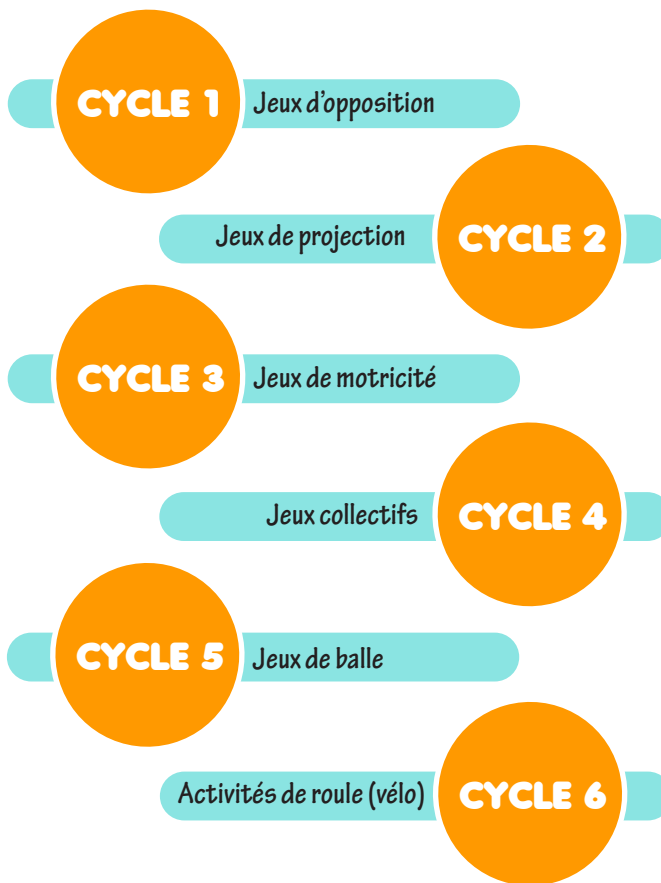 CYCLE 1 Jeux d'opposition
Jeux de projection CYCLE 2
CYCLE 3 Jeux de motricité
Jeux collectifs CYCLE 4
CYCLE 5 Jeux de balle
Activités de roule (vélo) CYCLE 6